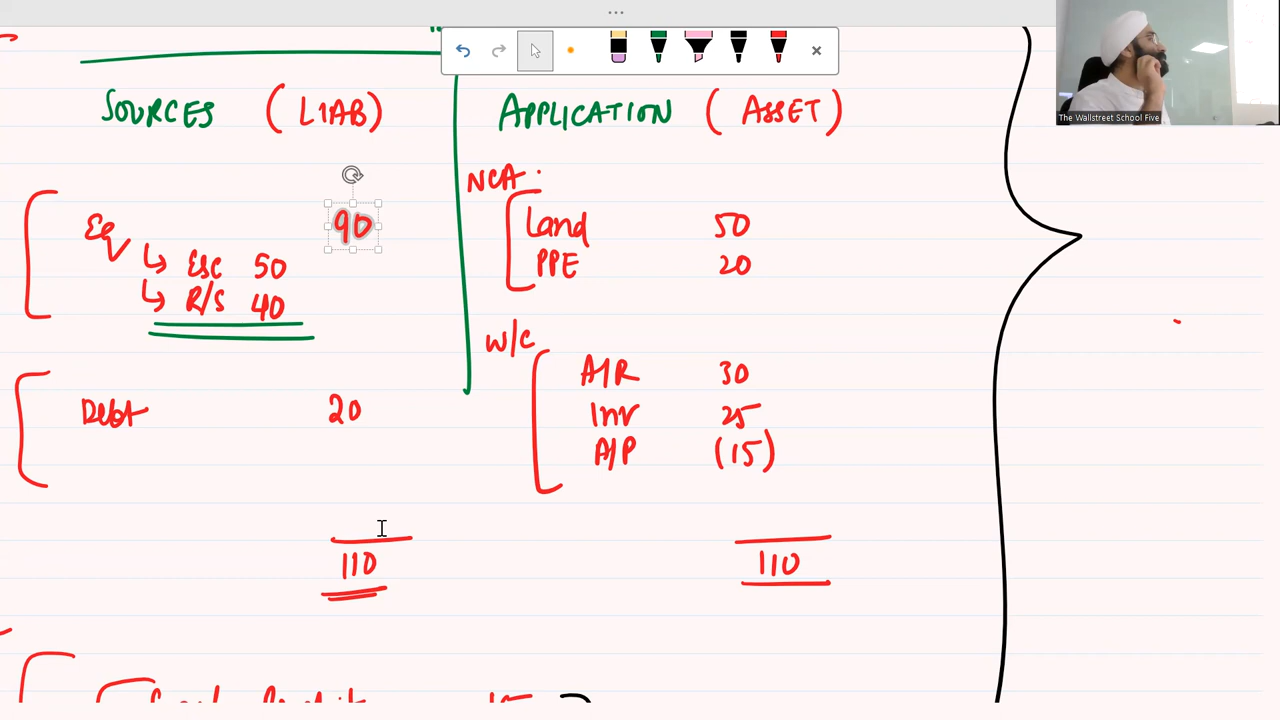 SOURCES (LIAB)
Eq 90
↳ ESC 50
↳ R/S 40
Debt 20
110
APPLICATION (ASSET)
NCA.
Land 50
PPE 20
W/C
A/R 30
Inv 25
A/P (15)
110
The Wallstreet School Five